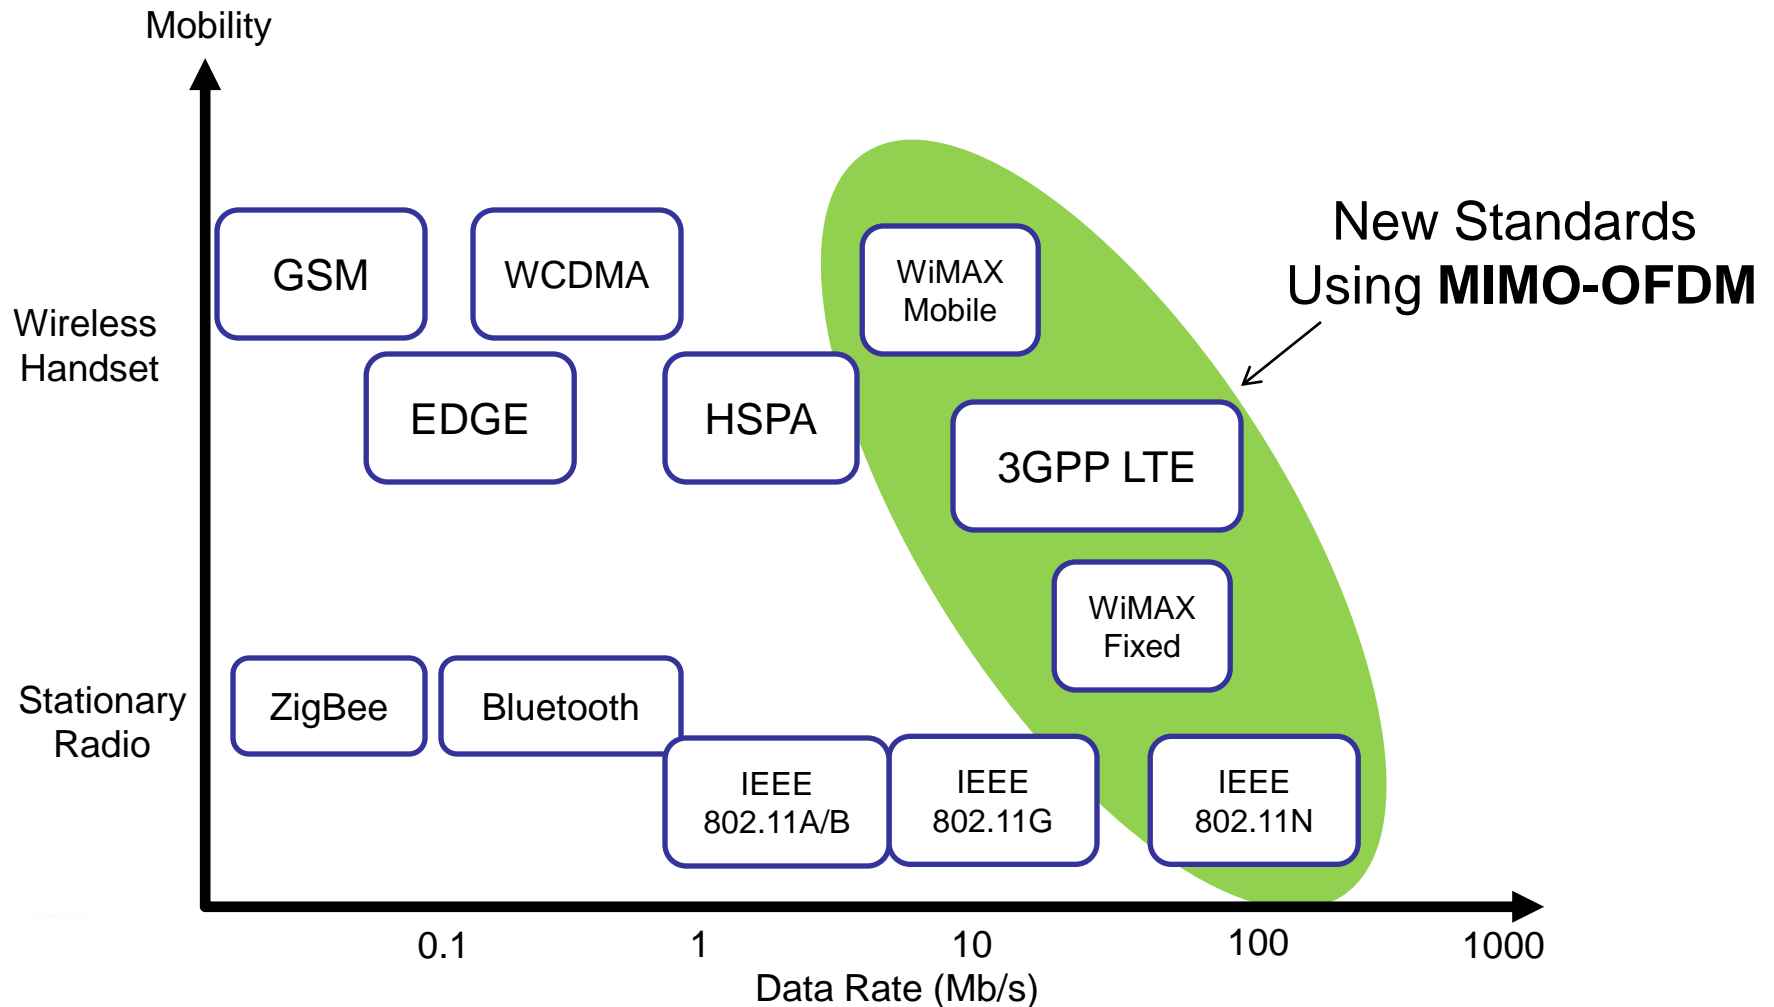 Mobility
New Standards
Using MIMO-OFDM
GSM
WCDMA
WiMAX
Mobile
Wireless
Handset
EDGE
HSPA
3GPP LTE
WiMAX
Fixed
Stationary
Radio
ZigBee
Bluetooth
IEEE
802.11A/B
IEEE
802.11G
IEEE
802.11N
0.1
1
10
100
1000
Data Rate (Mb/s)